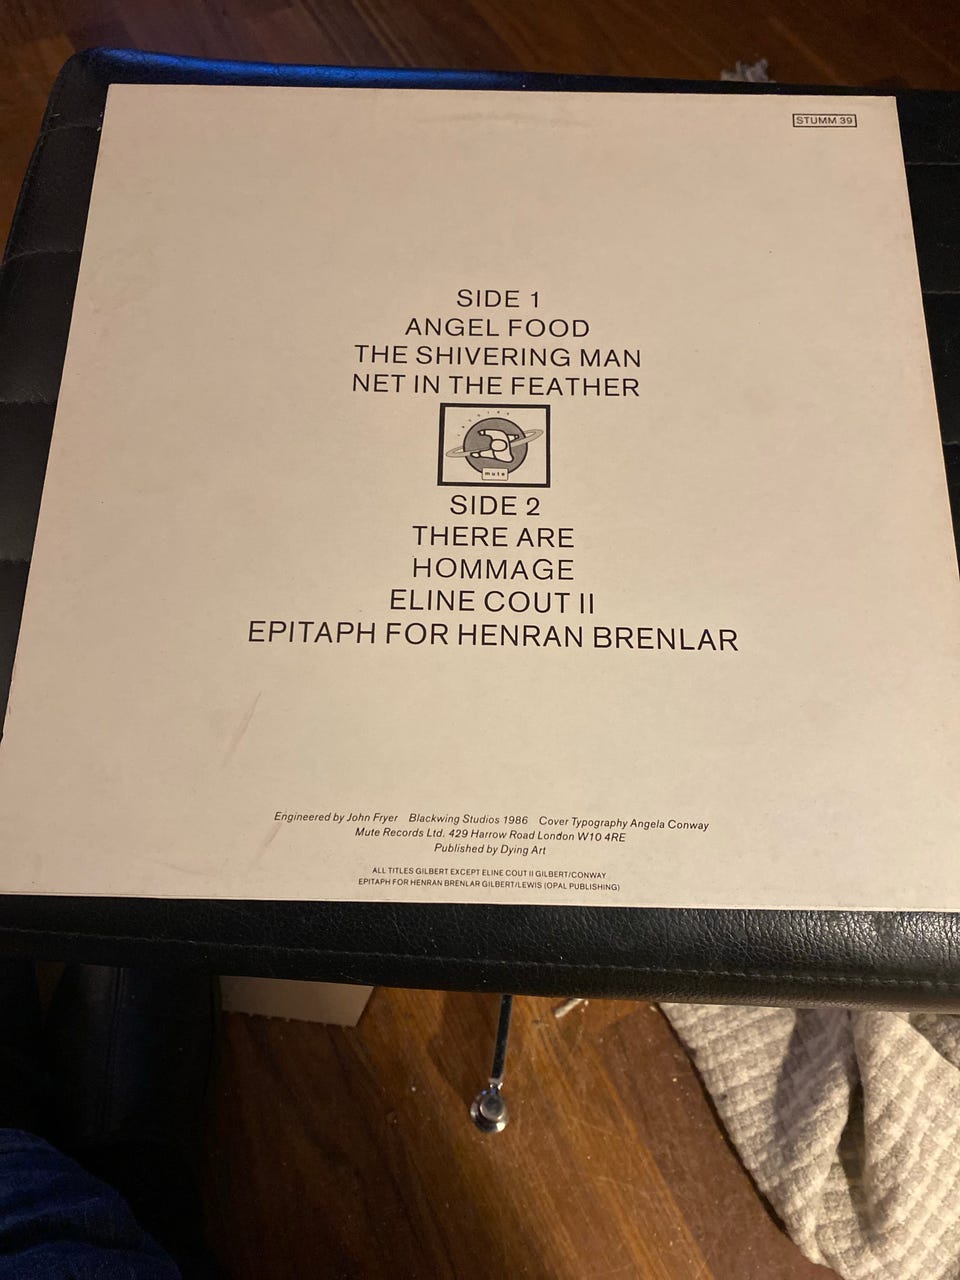 STUMM 39
SIDE 1
ANGEL FOOD
THE SHIVERING MAN
NET IN THE FEATHER
mute
SIDE 2
THERE ARE
HOMMAGE
ELINE COUT II
EPITAPH FOR HENRAN BRENLAR
Engineered by John Fryer Blackwing Studios 1986 Cover Typography Angela Conway
Mute Records Ltd. 429 Harrow Road London W10 4RE
Published by Dying Art
ALL TITLES GILBERT EXCEPT ELINE COUT II GILBERT/CONWAY
EPITAPH FOR HENRAN BRENLAR GILBERT/LEWIS (OPAL PUBLISHING)